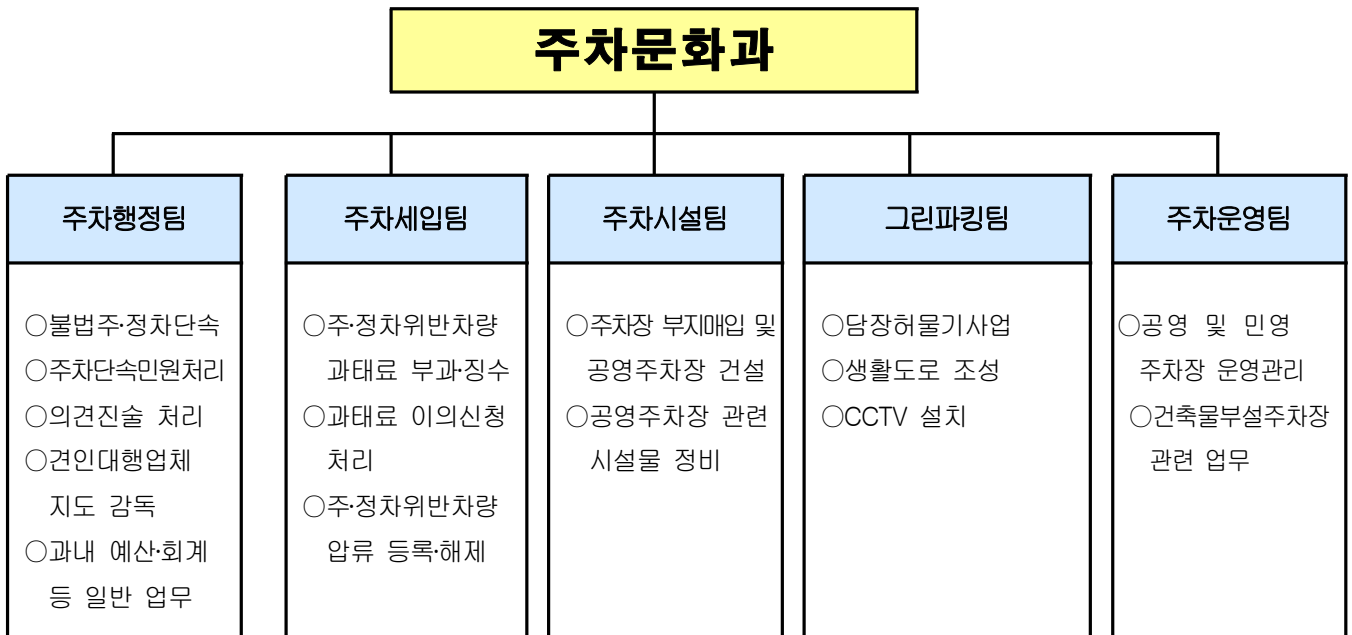 주차문화과
주차행정팀
○불법주·정차단속
○주차단속민원처리
○의견진술 처리
○견인대행업체
지도 감독
○과내 예산·회계
등 일반 업무
주차세입팀
○주·정차위반차량
과태료 부과·징수
○과태료 이의신청
처리
○주·정차위반차량
압류 등록·해제
주차시설팀
○주차장 부지매입 및
공영주차장 건설
○공영주차장 관련
시설물 정비
그린파킹팀
○담장허물기사업
○생활도로 조성
○CCTV 설치
주차운영팀
○공영 및 민영
주차장 운영관리
○건축물부설주차장
관련 업무